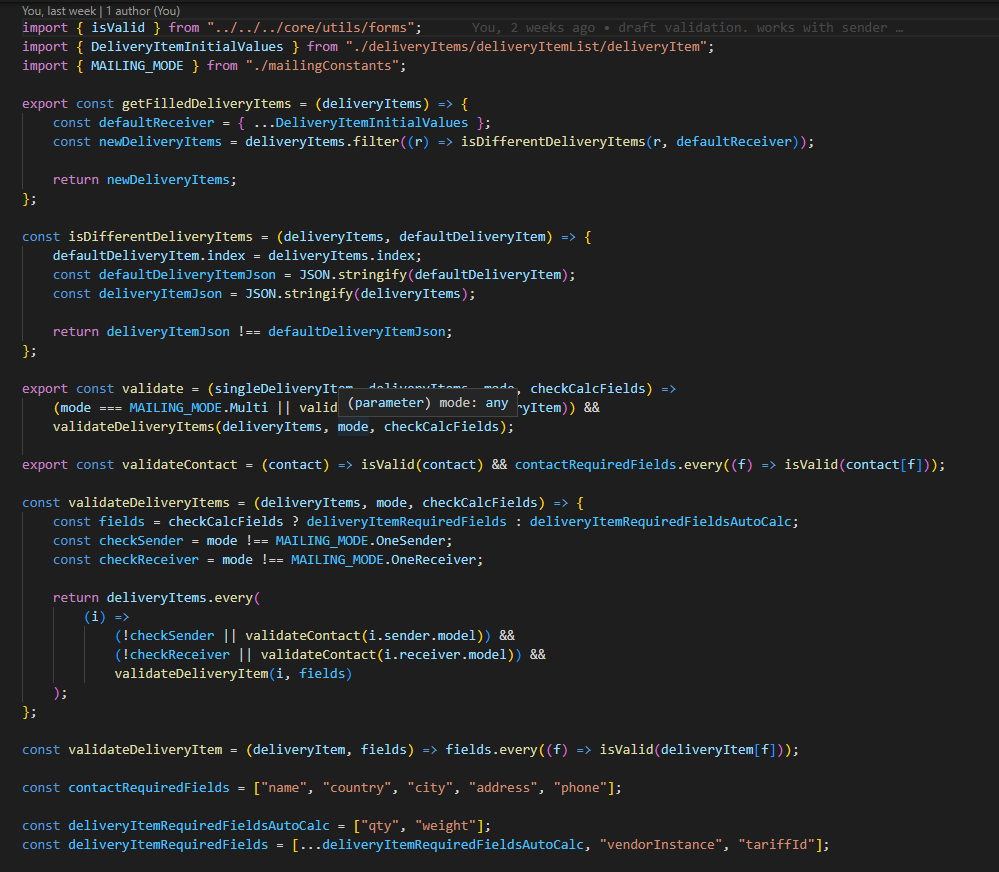 You, last week | 1 author (You)
import { isValid } from "../../../core/utils/forms"; You, 2 weeks ago • draft validation. works with sender …
import { DeliveryItemInitialValues } from "./deliveryItems/deliveryItemList/deliveryItem";
import { MAILING_MODE } from "./mailingConstants";
export const getFilledDeliveryItems = (deliveryItems) => {
const defaultReceiver = { ...DeliveryItemInitialValues };
const newDeliveryItems = deliveryItems.filter((r) => isDifferentDeliveryItems(r, defaultReceiver));
return newDeliveryItems;
};
const isDifferentDeliveryItems = (deliveryItems, defaultDeliveryItem) => {
defaultDeliveryItem.index = deliveryItems.index;
const defaultDeliveryItemJson = JSON.stringify(defaultDeliveryItem);
const deliveryItemJson = JSON.stringify(deliveryItems);
return deliveryItemJson !== defaultDeliveryItemJson;
};
export const validate = (singleDeliveryItem, deliveryItems, mode, checkCalcFields) =>
(mode === MAILING_MODE.Multi || valid (parameter) mode: any ryItem)) &&
validateDeliveryItems(deliveryItems, mode, checkCalcFields);
export const validateContact = (contact) => isValid(contact) && contactRequiredFields.every((f) => isValid(contact[f]));
const validateDeliveryItems = (deliveryItems, mode, checkCalcFields) => {
const fields = checkCalcFields ? deliveryItemRequiredFields : deliveryItemRequiredFieldsAutoCalc;
const checkSender = mode !== MAILING_MODE.OneSender;
const checkReceiver = mode !== MAILING_MODE.OneReceiver;
return deliveryItems.every(
(i) =>
(!checkSender || validateContact(i.sender.model)) &&
(!checkReceiver || validateContact(i.receiver.model)) &&
validateDeliveryItem(i, fields)
);
};
const validateDeliveryItem = (deliveryItem, fields) => fields.every((f) => isValid(deliveryItem[f]));
const contactRequiredFields = ["name", "country", "city", "address", "phone"];
const deliveryItemRequiredFieldsAutoCalc = ["qty", "weight"];
const deliveryItemRequiredFields = [...deliveryItemRequiredFieldsAutoCalc, "vendorInstance", "tariffId"];